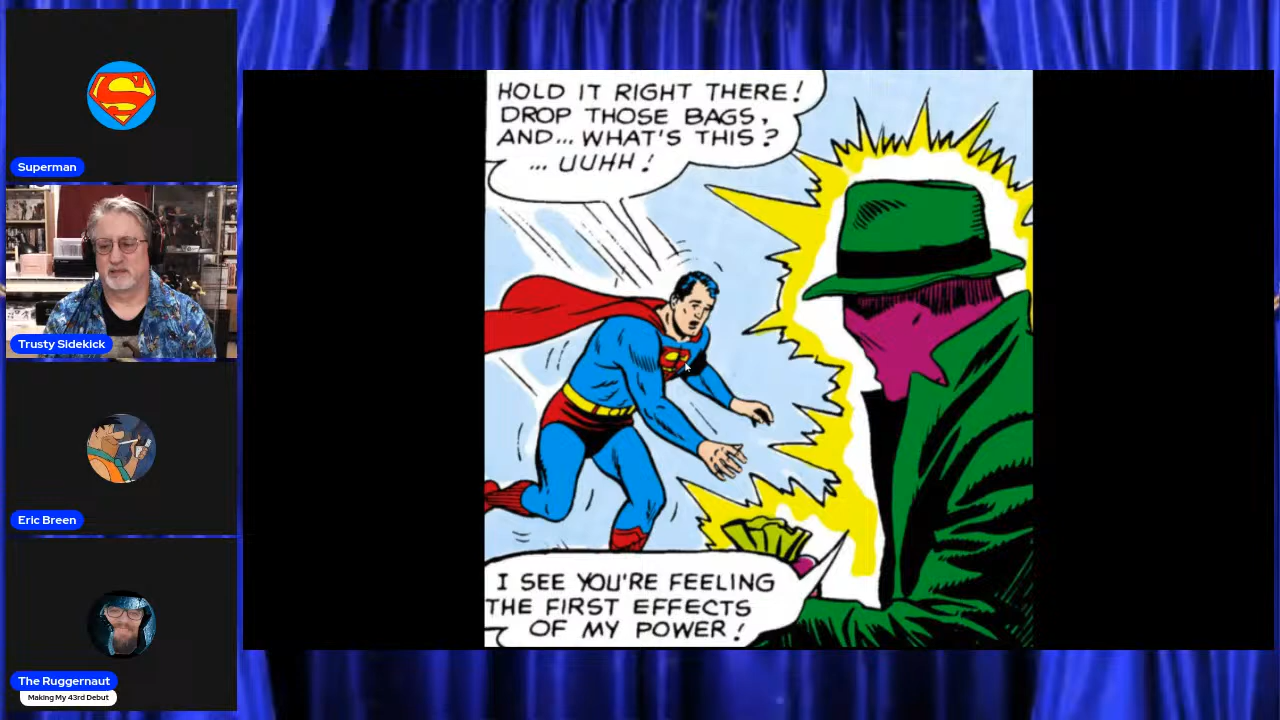 Superman
Trusty Sidekick
Eric Breen
The Ruggernaut
Making My 43rd Debut
HOLD IT RIGHT THERE!
DROP THOSE BAGS,
AND... WHAT'S THIS?
... UUHH!
I SEE YOU'RE FEELING
THE FIRST EFFECTS
OF MY POWER!